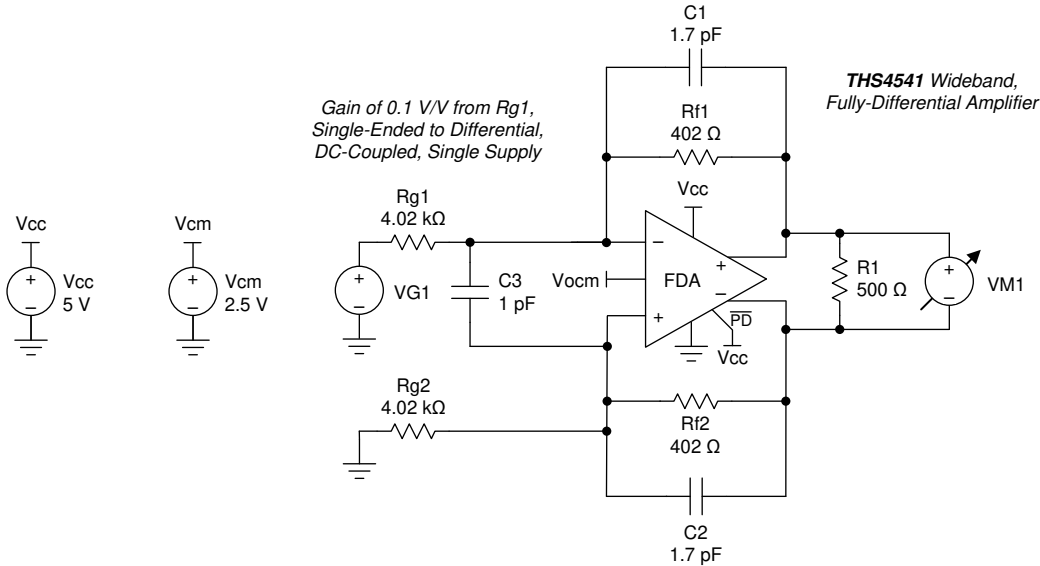 C1
1.7 pF
THS4541 Wideband,
Fully-Differential Amplifier
Gain of 0.1 V/V from Rg1,
Single-Ended to Differential,
DC-Coupled, Single Supply
Rf1
402 Ω
Vcc
Rg1
4.02 kΩ
Vcc
Vcm
Vcc
5 V
Vcm
2.5 V
+
−
+
−
+
−
VG1
C3
1 pF
Vocm
−
+
FDA
+
−
PD
Vcc
R1
500 Ω
+
−
VM1
Rg2
4.02 kΩ
Rf2
402 Ω
C2
1.7 pF